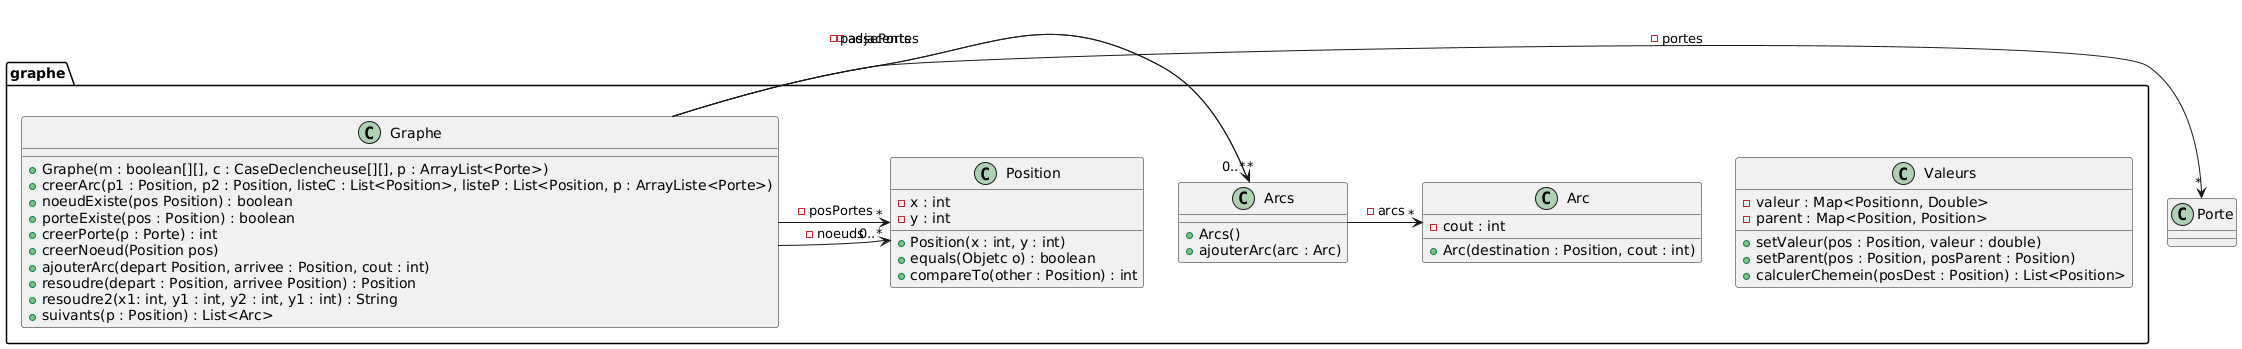 graphe
Graphe
Graphe(m : boolean[][], c : CaseDeclencheuse[][], p : ArrayList<Porte>)
creerArc(p1 : Position, p2 : Position, listeC : List<Position>, listeP : List<Position, p : ArrayListe<Porte>)
noeudExiste(pos Position) : boolean
porteExiste(pos : Position) : boolean
creerPorte(p : Porte) : int
creerNoeud(Position pos)
ajouterArc(depart Position, arrivee : Position, cout : int)
resoudre(depart : Position, arrivee Position) : Position
resoudre2(x1: int, y1 : int, y2 : int, y1 : int) : String
suivants(p : Position) : List<Arc>
posPortes
*
noeuds
0..*
Position
x : int
y : int
Position(x : int, y : int)
equals(Objetc o) : boolean
compareTo(other : Position) : int
0..*
*
Arcs
Arcs()
ajouterArc(arc : Arc)
arcs
*
Arc
cout : int
Arc(destination : Position, cout : int)
Valeurs
valeur : Map<Positionn, Double>
parent : Map<Position, Position>
setValeur(pos : Position, valeur : double)
setParent(pos : Position, posParent : Position)
calculerChemein(posDest : Position) : List<Position>
portes
*
Porte